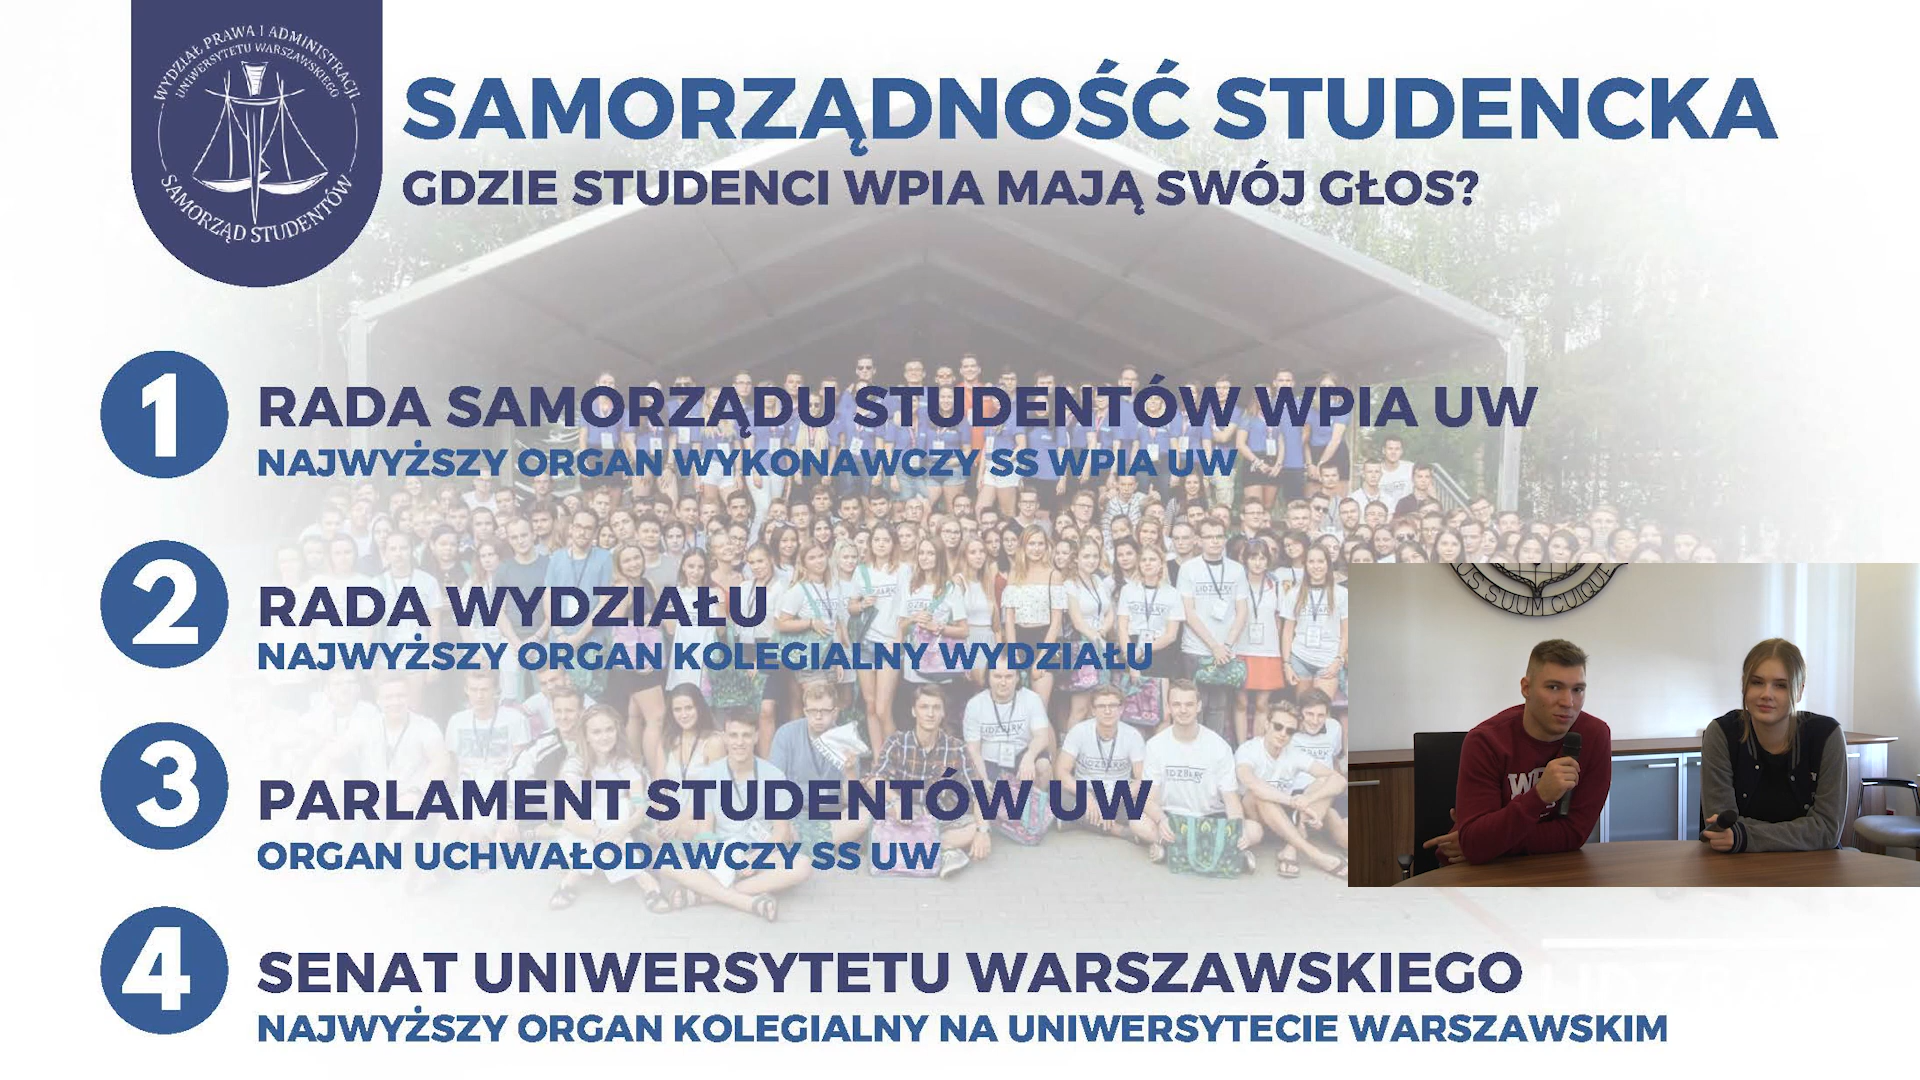 WYDZIAŁ PRAWA I ADMINISTRACJI
UNIWERSYTETU WARSZAWSKIEGO
SAMORZĄD STUDENTÓW
SAMORZĄDNOŚĆ STUDENCKA
GDZIE STUDENCI WPIA MAJĄ SWÓJ GŁOS?
1
RADA SAMORZĄDU STUDENTÓW WPIA UW
NAJWYŻSZY ORGAN WYKONAWCZY SS WPIA UW
2
RADA WYDZIAŁU
NAJWYŻSZY ORGAN KOLEGIALNY WYDZIAŁU
3
PARLAMENT STUDENTÓW UW
ORGAN UCHWAŁODAWCZY SS UW
4
SENAT UNIWERSYTETU WARSZAWSKIEGO
NAJWYŻSZY ORGAN KOLEGIALNY NA UNIWERSYTECIE WARSZAWSKIM
SUUM CUIQUE
LIDZBARK